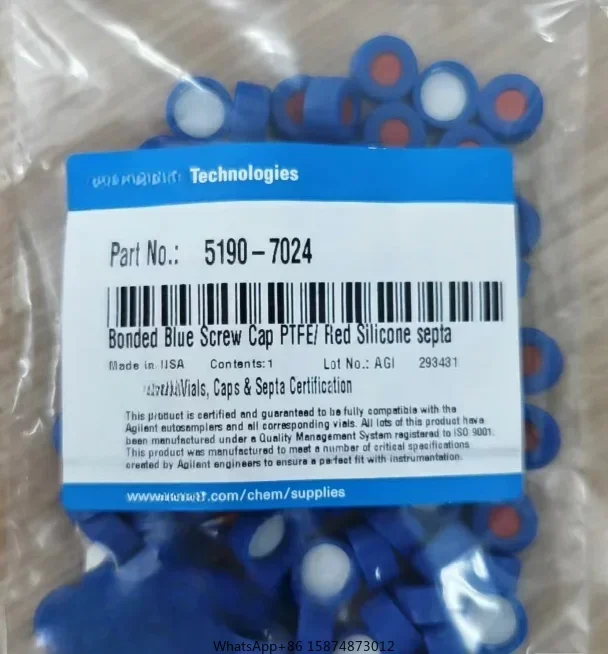 Technologies
Part No.: 5190-7024
Bonded Blue Screw Cap PTFE/ Red Silicone septa
Made in USA Contents:1 Lot No.: AGI 293431
Vials, Caps & Septa Certification
This product is certified and guaranteed to be fully compatible with the
Agilent autosamplers and all corresponding vials. All lots of this product have
been manufactured under a Quality Management System registered to ISO 9001.
This product was manufactured to meet a number of critical specifications
created by Agilent engineers to ensure a perfect fit with instrumentation.
.com/chem/supplies
WhatsApp+86 15874873012